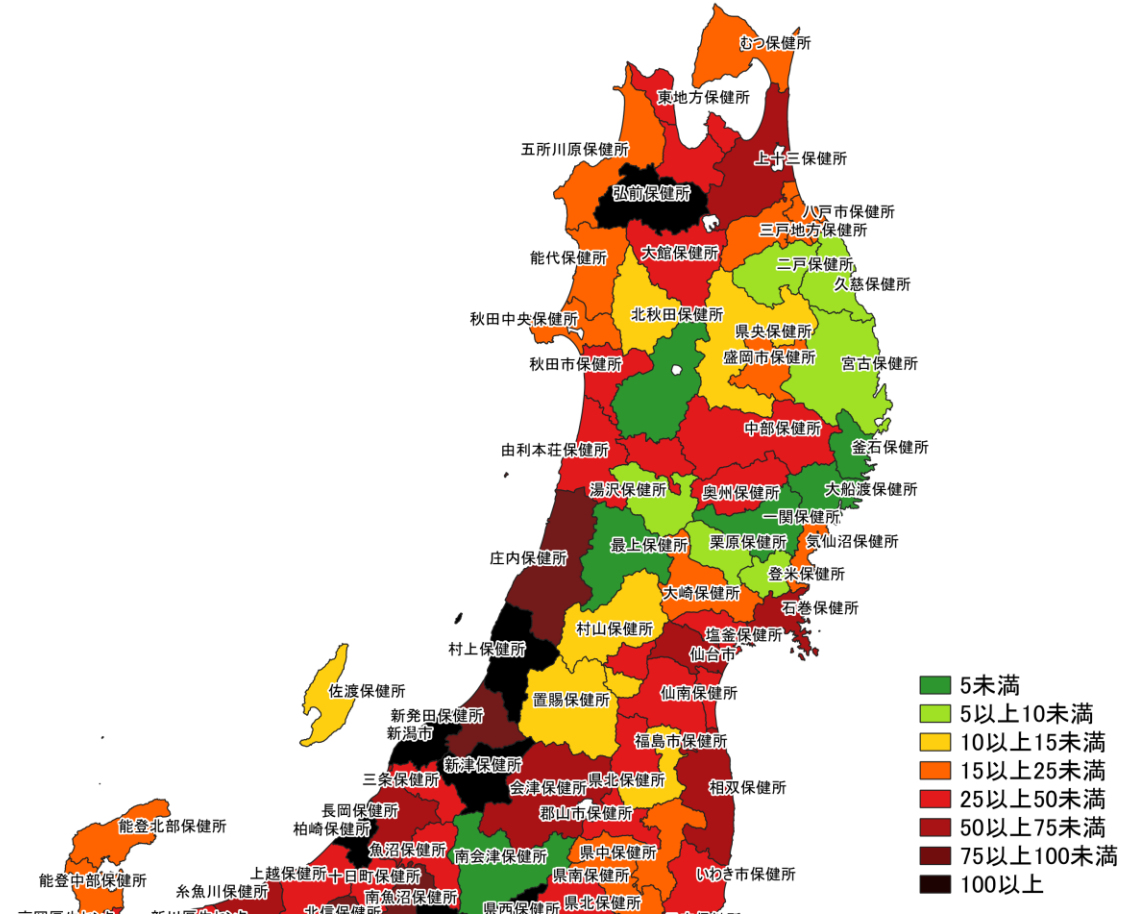 むつ保健所
東地方保健所
五所川原保健所
上十三保健所
弘前保健所
八戸市保健所
三戸地方保健所
大館保健所
能代保健所
二戸保健所
久慈保健所
北秋田保健所
秋田中央保健所
県央保健所
盛岡市保健所
秋田市保健所
宮古保健所
中部保健所
由利本荘保健所
釜石保健所
湯沢保健所
奥州保健所
大船渡保健所
一関保健所
最上保健所
栗原保健所
気仙沼保健所
庄内保健所
登米保健所
大崎保健所
石巻保健所
村山保健所
塩釜保健所
村上保健所
仙台市
佐渡保健所
置賜保健所
仙南保健所
5未満
新発田保健所
5以上10未満
新潟市
福島市保健所
10以上15未満
新津保健所
15以上25未満
三条保健所
会津保健所
県北保健所
相双保健所
25以上50未満
長岡保健所
郡山市保健所
能登北部保健所
柏崎保健所
50以上75未満
魚沼保健所
南会津保健所
県中保健所
75以上100未満
上越保健所
十日町保健所
県南保健所
いわき市保健所
能登中部保健所
100以上
糸魚川保健所
南魚沼保健所
県北保健所
北信保健所
県西保健所